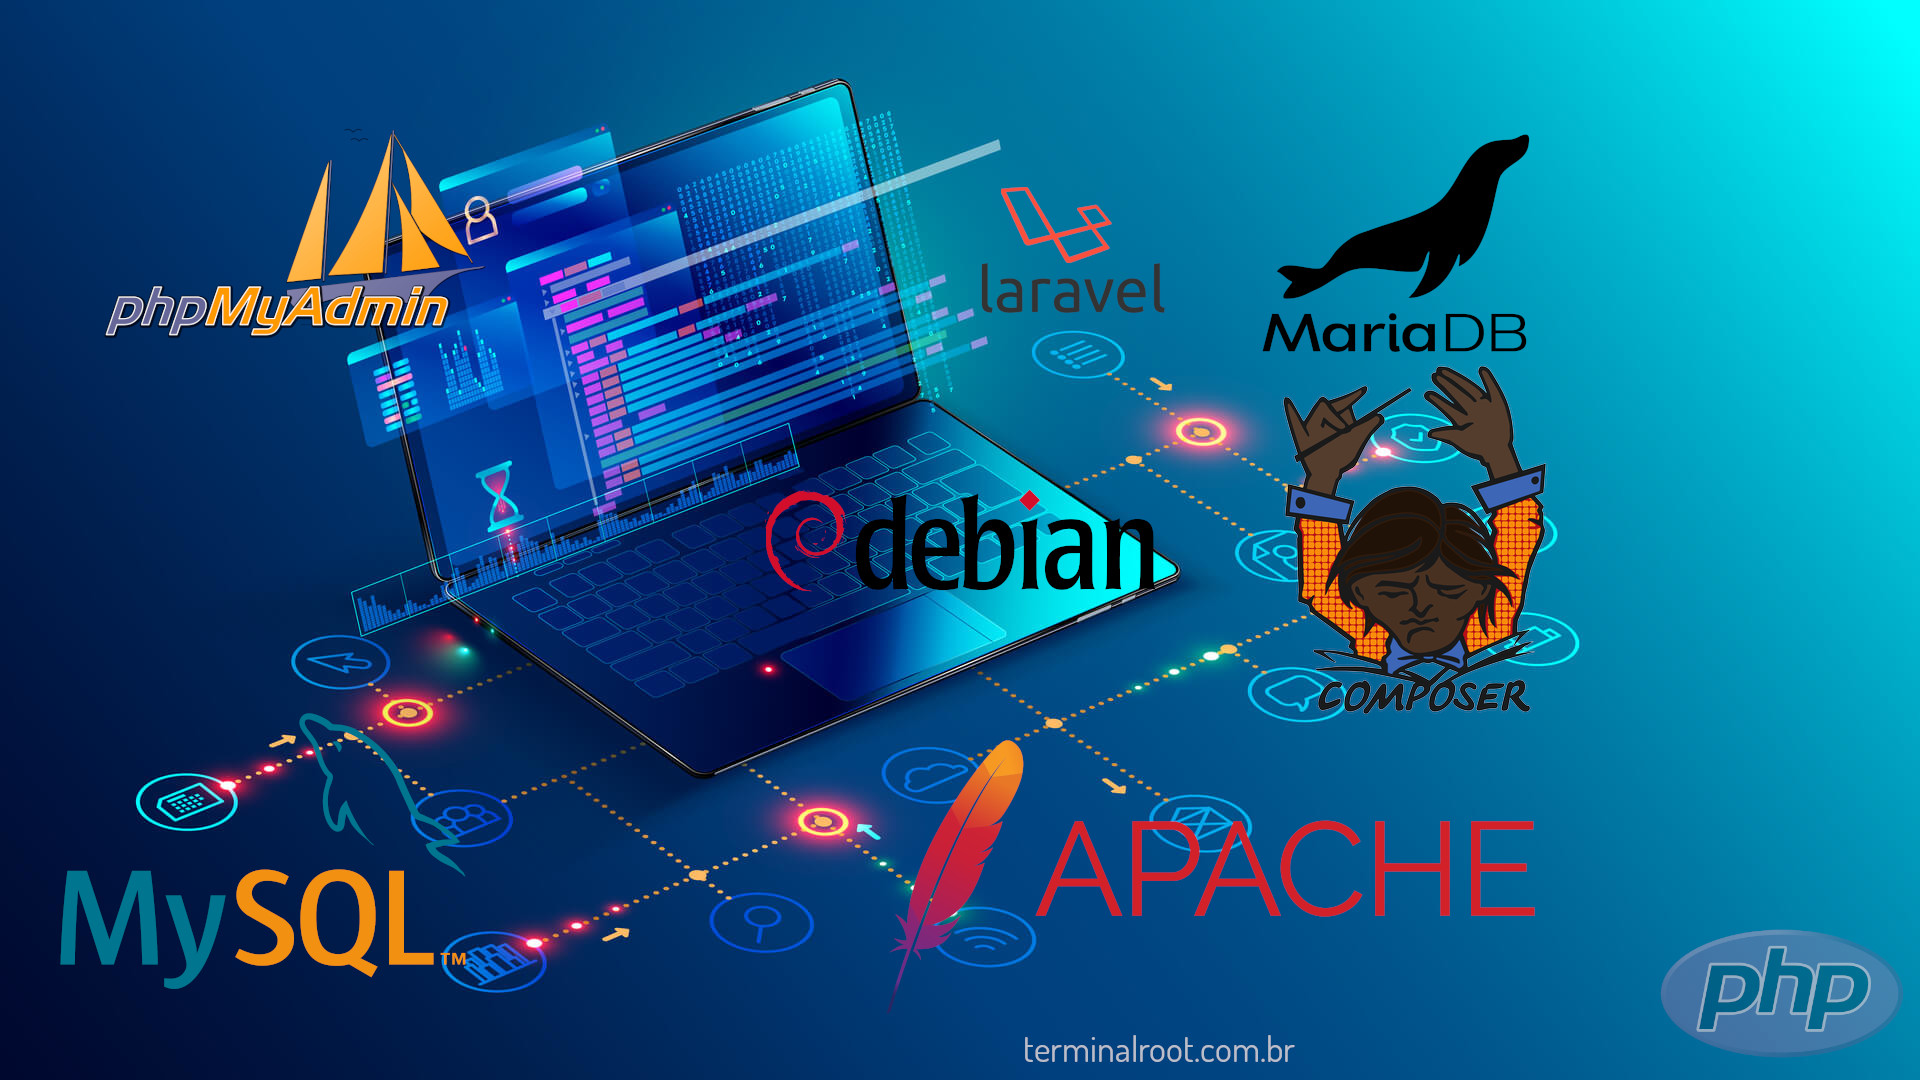 phpMyAdmin
laravel
MariaDB
debian
COMPOSER
MySQL™
APACHE
php
terminalroot.com.br